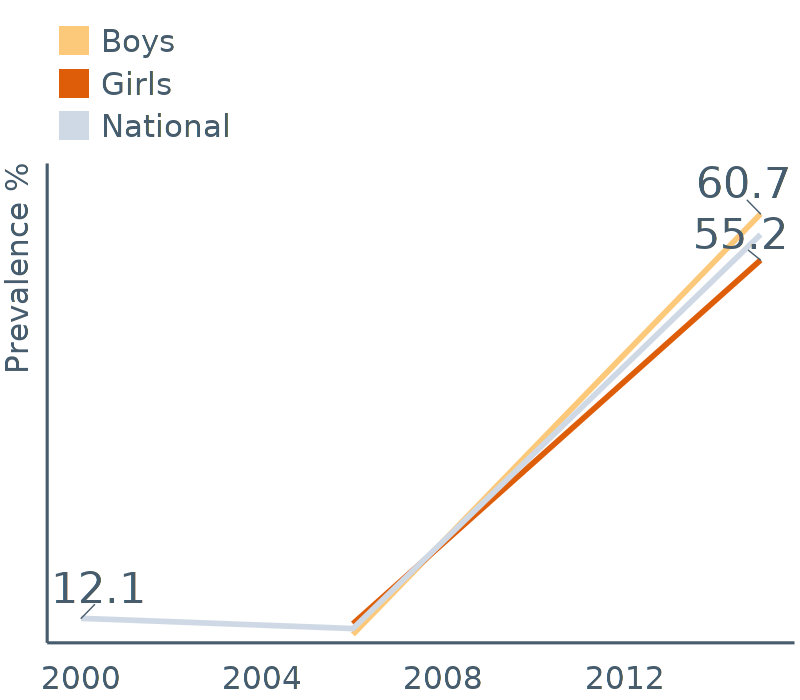 Boys
Girls
National
Prevalence %
60.7
55.2
12.1
2000 2004 2008 2012